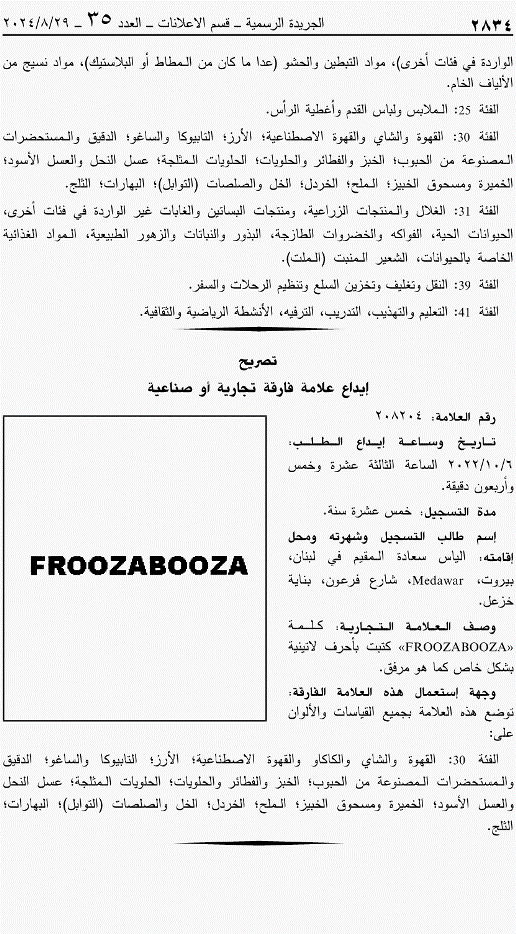 ٢٨٣٤
الجريدة الرسمية ــ قسم الاعلانات ــ العدد ٣٥ ــ ٢٠٢٤/٨/٢٩
الواردة في فئات أخرى)، مواد التبطين والحشو (عدا ما كان من المطاط أو البلاستيك)، مواد نسيج من
الألياف الخام.
الفئة 25: الملابس ولباس القدم وأغطية الرأس.
الفئة 30: القهوة والشاي والقهوة الاصطناعية؛ الأرز؛ التابيوكا والساغو؛ الدقيق والمستحضرات
المصنوعة من الحبوب؛ الخبز والفطائر والحلويات؛ الحلويات المثلجة؛ عسل النحل والعسل الأسود؛
الخميرة ومسحوق الخبيز؛ الملح؛ الخردل؛ الخل والصلصات (التوابل)؛ البهارات؛ الثلج.
الفئة 31: الغلال والمنتجات الزراعية، ومنتجات البساتين والغابات غير الواردة في فئات أخرى،
الحيوانات الحية، الفواكه والخضروات الطازجة، البذور والنباتات والزهور الطبيعية، المواد الغذائية
الخاصة بالحيوانات، الشعير المنبت (الملت).
الفئة 39: النقل وتغليف وتخزين السلع وتنظيم الرحلات والسفر.
الفئة 41: التعليم والتهذيب، التدريب، الترفيه، الأنشطة الرياضية والثقافية.
تصريح
إيداع علامة فارقة تجارية أو صناعية
رقم العلامة: ٢٠٨٢٠٤
تاريخ وساعة إيداع الطلب:
٢٠٢٢/١٠/٦ الساعة الثالثة عشرة وخمس
وأربعون دقيقة.
مدة التسجيل: خمس عشرة سنة.
إسم طالب التسجيل وشهرته ومحل
إقامته: الياس سعادة المقيم في لبنان،
بيروت، Medawar، شارع فرعون، بناية
خزعل.
وصف العلامة التجارية: كلمة
«FROOZABOOZA» كتبت بأحرف لاتينية
بشكل خاص كما هو مرفق.
وجهة إستعمال هذه العلامة الفارقة:
توضع هذه العلامة بجميع القياسات والألوان
على:
FROOZABOOZA
الفئة 30: القهوة والشاي والكاكاو والقهوة الاصطناعية؛ الأرز؛ التابيوكا والساغو؛ الدقيق
والمستحضرات المصنوعة من الحبوب؛ الخبز والفطائر والحلويات؛ الحلويات المثلجة؛ عسل النحل
والعسل الأسود؛ الخميرة ومسحوق الخبيز؛ الملح؛ الخردل؛ الخل والصلصات (التوابل)؛ البهارات؛
الثلج.